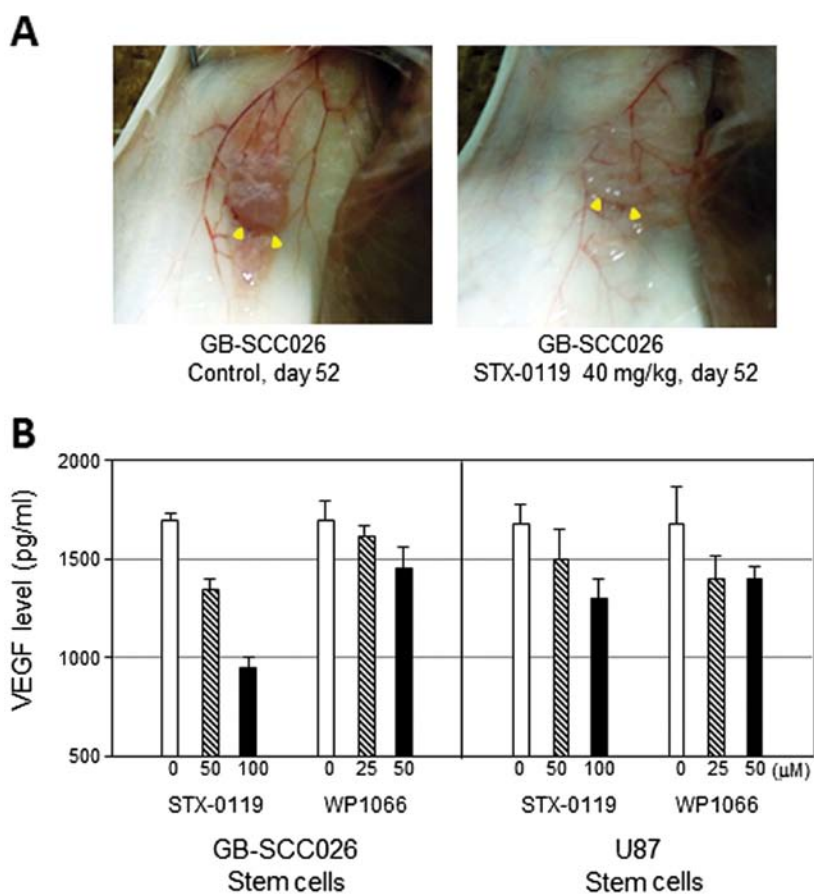 A
GB-SCC026
Control, day 52
GB-SCC026
STX-0119 40 mg/kg, day 52
B
VEGF level (pg/ml)
2000
1500
1000
500
0 50 100 0 25 50 0 50 100 0 25 50 (μM)
STX-0119 WP1066 STX-0119 WP1066
GB-SCC026 U87
Stem cells Stem cells